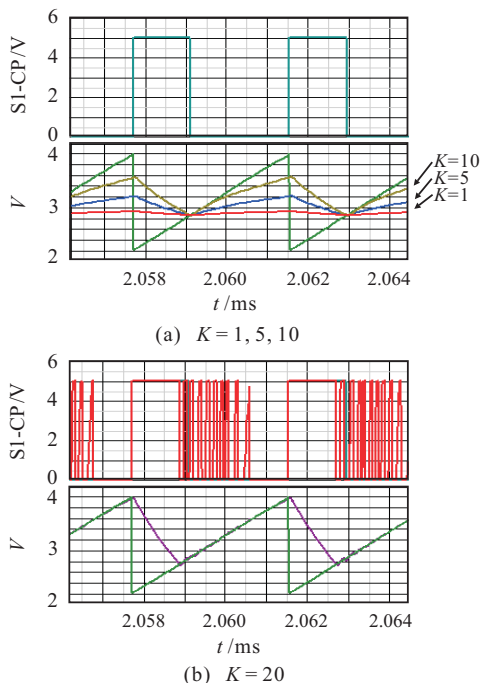 6
4
2
0
S1-CP/V
4
3
2
V
K=10
K=5
K=1
2.058 2.060 2.062 2.064
t/ms
(a) K = 1, 5, 10
6
4
2
0
S1-CP/V
4
3
2
V
2.058 2.060 2.062 2.064
t/ms
(b) K = 20